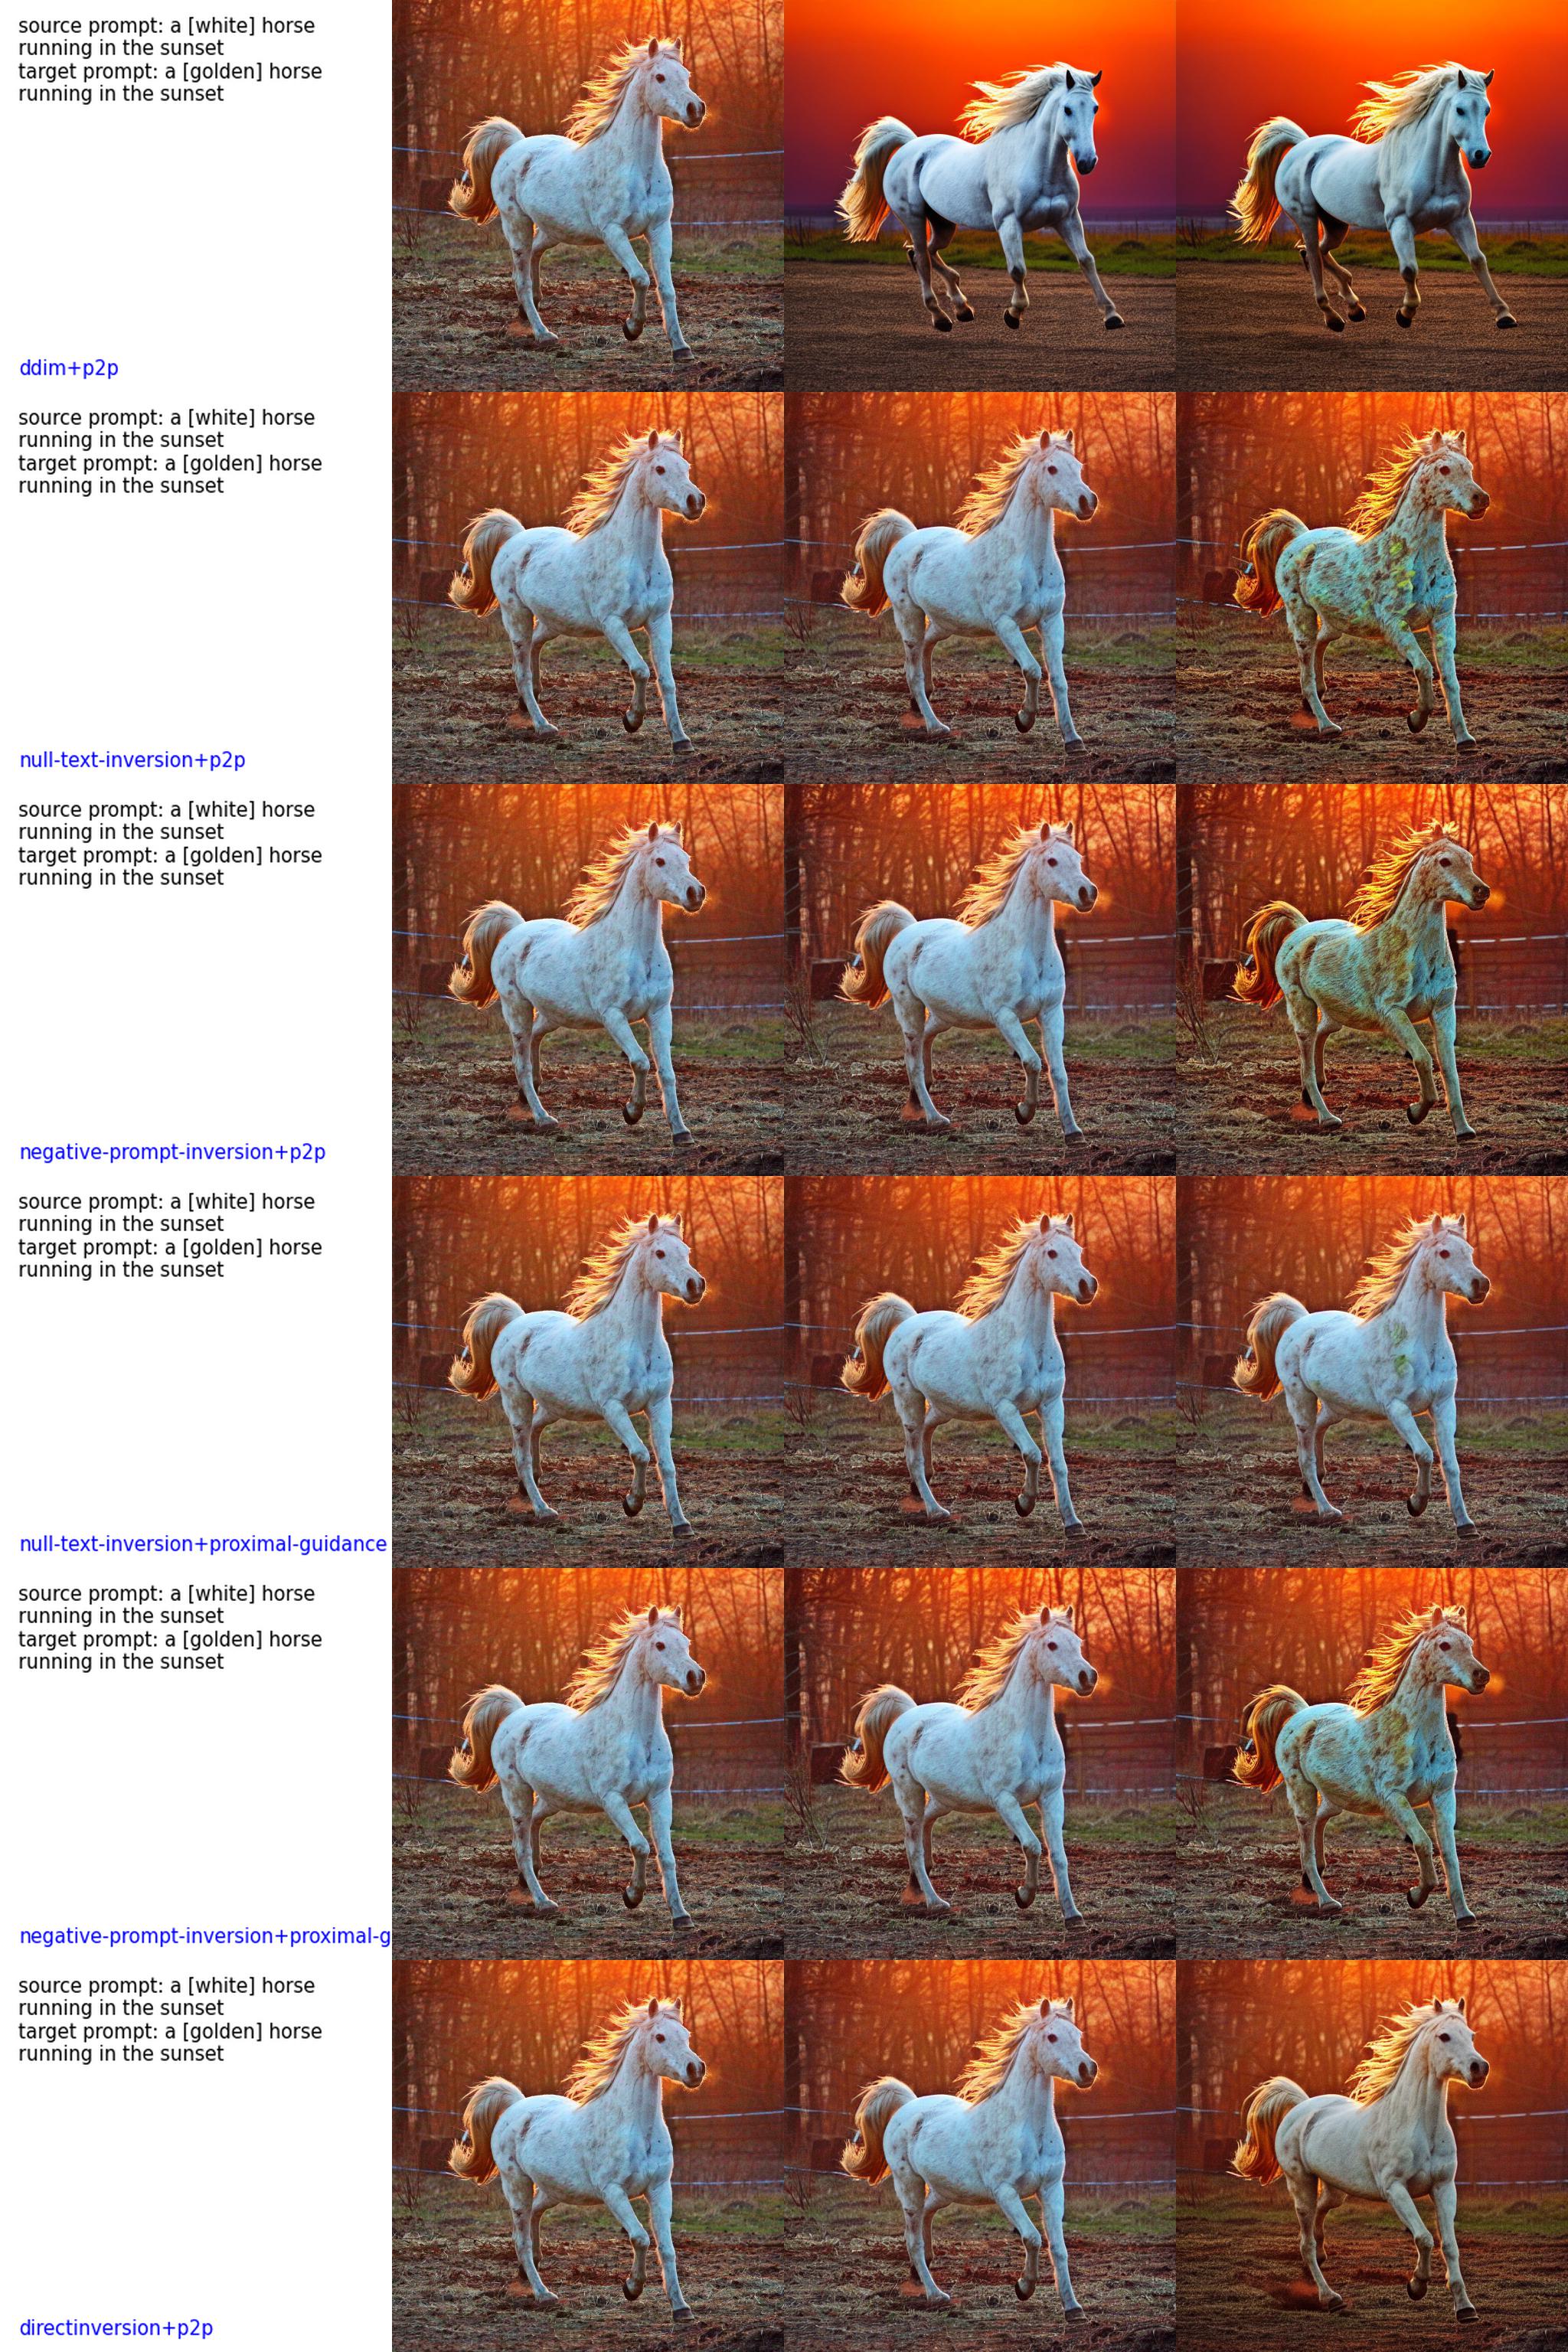 source prompt: a [white] horse
running in the sunset
target prompt: a [golden] horse
running in the sunset
ddim+p2p
source prompt: a [white] horse
running in the sunset
target prompt: a [golden] horse
running in the sunset
null-text-inversion+p2p
source prompt: a [white] horse
running in the sunset
target prompt: a [golden] horse
running in the sunset
negative-prompt-inversion+p2p
source prompt: a [white] horse
running in the sunset
target prompt: a [golden] horse
running in the sunset
null-text-inversion+proximal-guidance
source prompt: a [white] horse
running in the sunset
target prompt: a [golden] horse
running in the sunset
negative-prompt-inversion+proximal-g
source prompt: a [white] horse
running in the sunset
target prompt: a [golden] horse
running in the sunset
directinversion+p2p